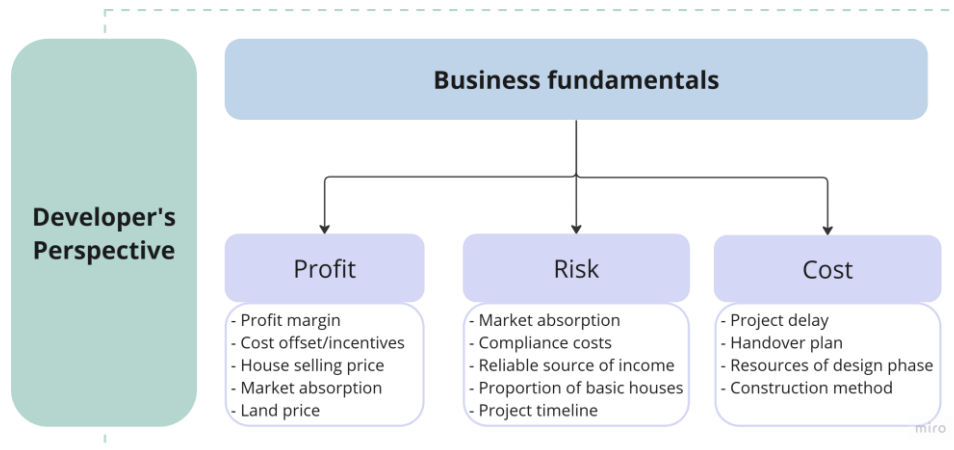 Developer's
Perspective
Business fundamentals
Profit
- Profit margin
- Cost offset/incentives
- House selling price
- Market absorption
- Land price
Risk
- Market absorption
- Compliance costs
- Reliable source of income
- Proportion of basic houses
- Project timeline
Cost
- Project delay
- Handover plan
- Resources of design phase
- Construction method
miro